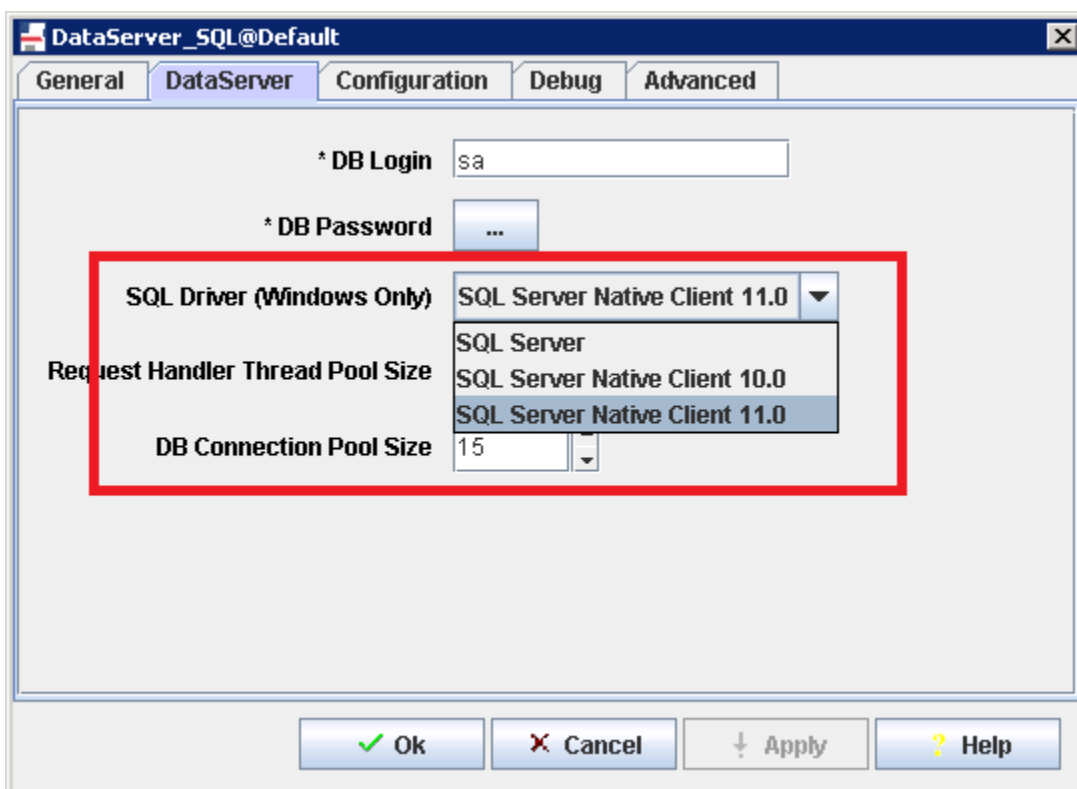 DataServer_SQL@Default
General DataServer Configuration Debug Advanced
* DB Login sa
* DB Password ...
SQL Driver (Windows Only) SQL Server Native Client 11.0
SQL Server
Request Handler Thread Pool Size
SQL Server Native Client 10.0
SQL Server Native Client 11.0
DB Connection Pool Size 15
Ok Cancel Apply ? Help